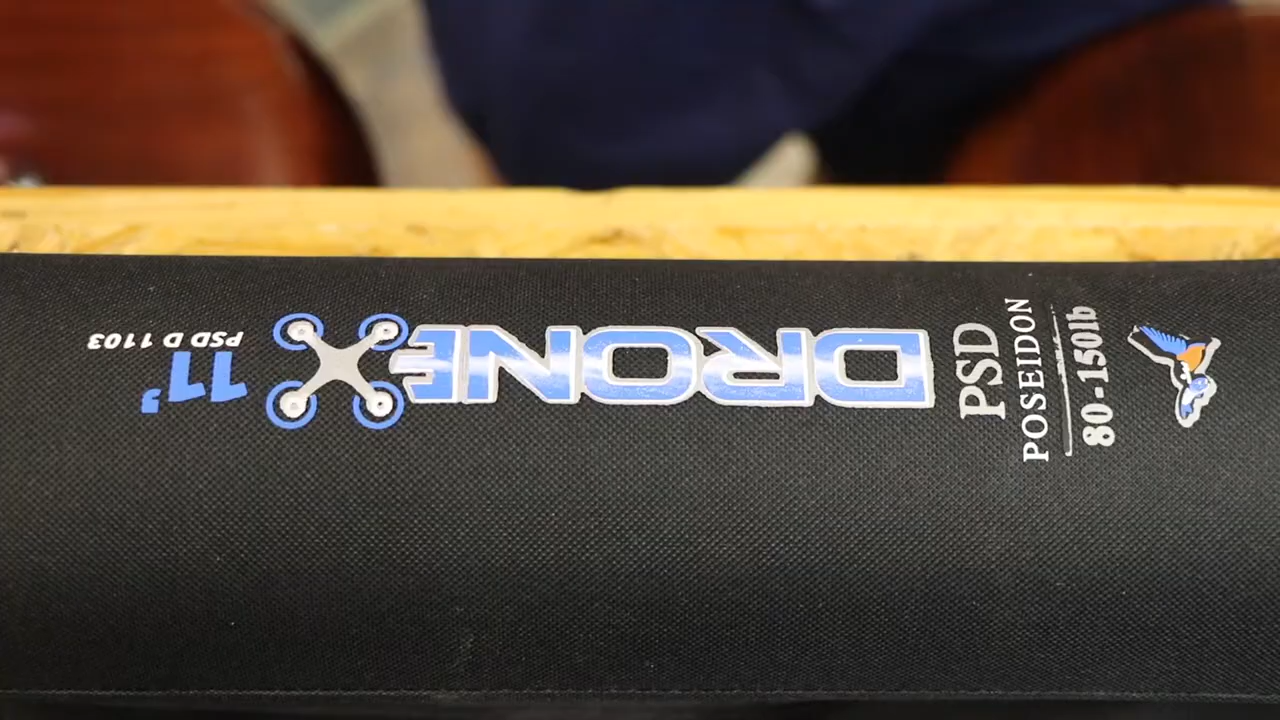 PSD
POSEIDON
80-150lb
DRONE
11'
PSD D 1103